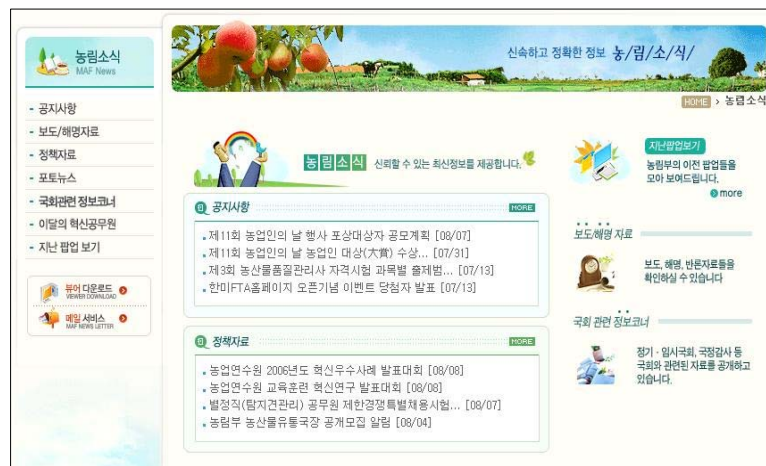 농림소식
MAF News
- 공지사항
- 보도/해명자료
- 정책자료
- 포토뉴스
- 국회관련 정보코너
- 이달의 혁신공무원
- 지난 팝업 보기
뷰어 다운로드
VIEWER DOWNLOAD
메일 서비스
MAF NEWS LETTER
신속하고 정확한 정보 농/림/소/식/
HOME > 농림소식
농림소식 신뢰할 수 있는 최신정보를 제공합니다.
공지사항 MORE
제11회 농업인의 날 행사 포상대상자 공모계획 [08/07]
제11회 농업인의 날 농업인 대상(大賞) 수상... [07/31]
제3회 농산물품질관리사 자격시험 과목별 출제범... [07/13]
한미FTA홈페이지 오픈기념 이벤트 당첨자 발표 [07/13]
정책자료 MORE
농업연수원 2006년도 혁신우수사례 발표대회 [08/08]
농업연수원 교육훈련 혁신연구 발표대회 [08/08]
별정직(탐지견관리) 공무원 제한경쟁특별채용시험... [08/07]
농림부 농산물유통국장 공개모집 알림 [08/04]
지난팝업보기
농림부의 이전 팝업들을
모아 보여드립니다.
more
보도/해명 자료
보도, 해명, 반론자료들을
확인하실 수 있습니다
국회 관련 정보코너
정기 · 임시국회, 국정감사 등
국회와 관련된 자료를 공개하고
있습니다.